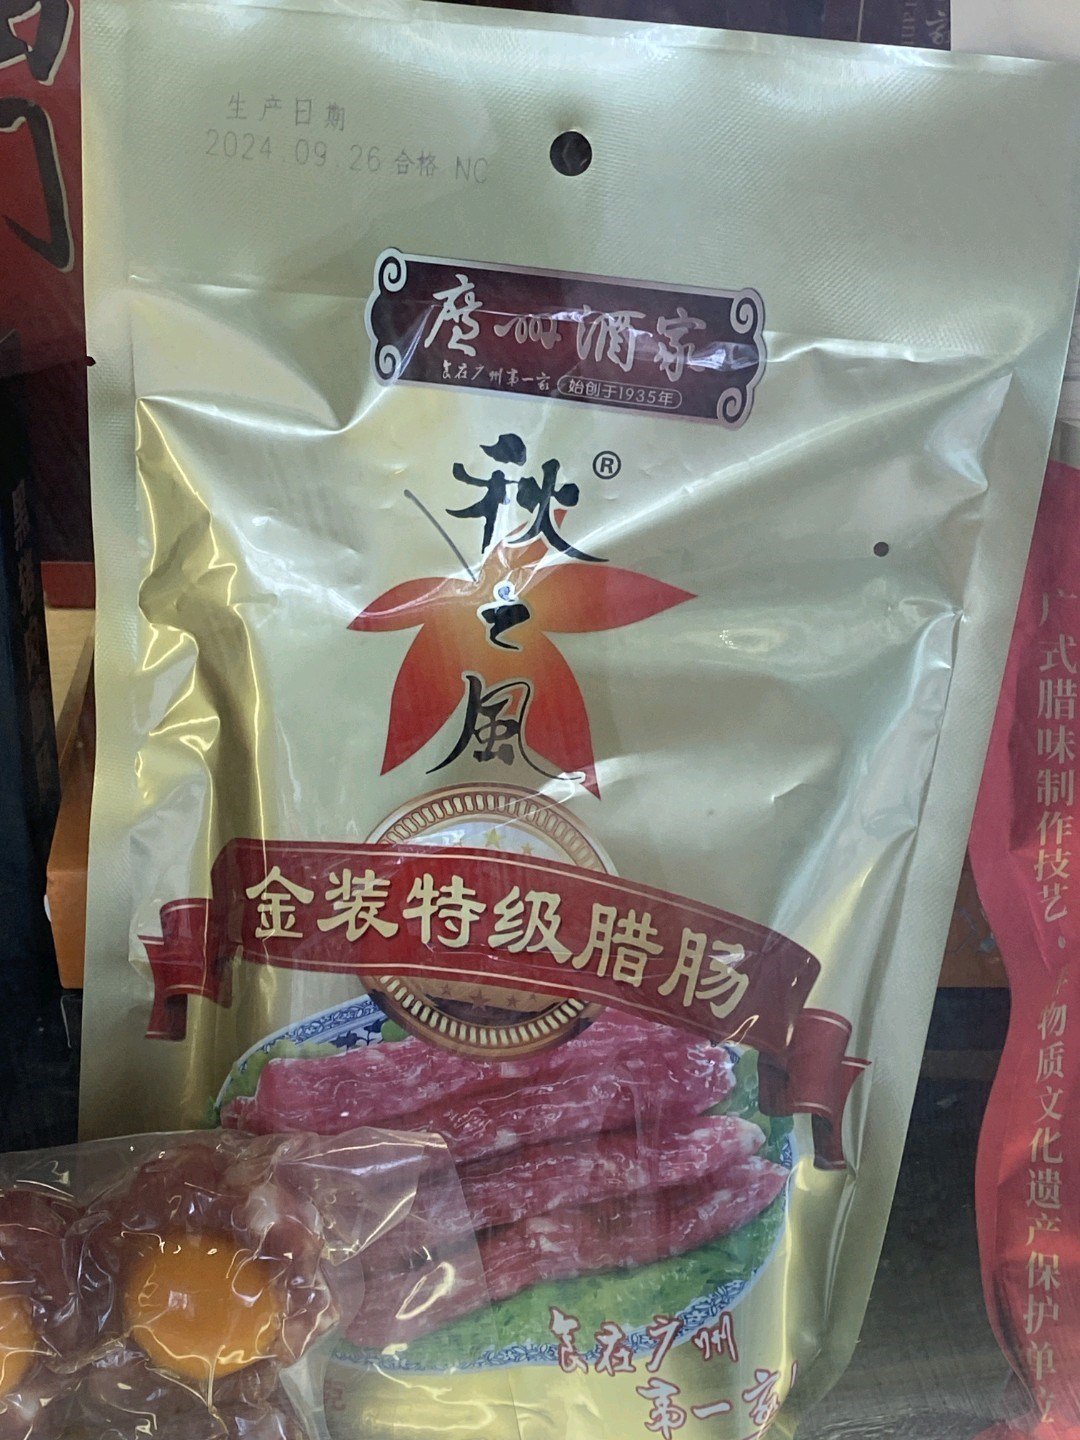 生产日期
2024 09.26 合格 NC
廣州酒家
食在广州第一家 始创于1935年
秋之風®
金装特级腊肠
食在广州
第一家
广式腊味制作技艺·
物质文化遗产保护单位